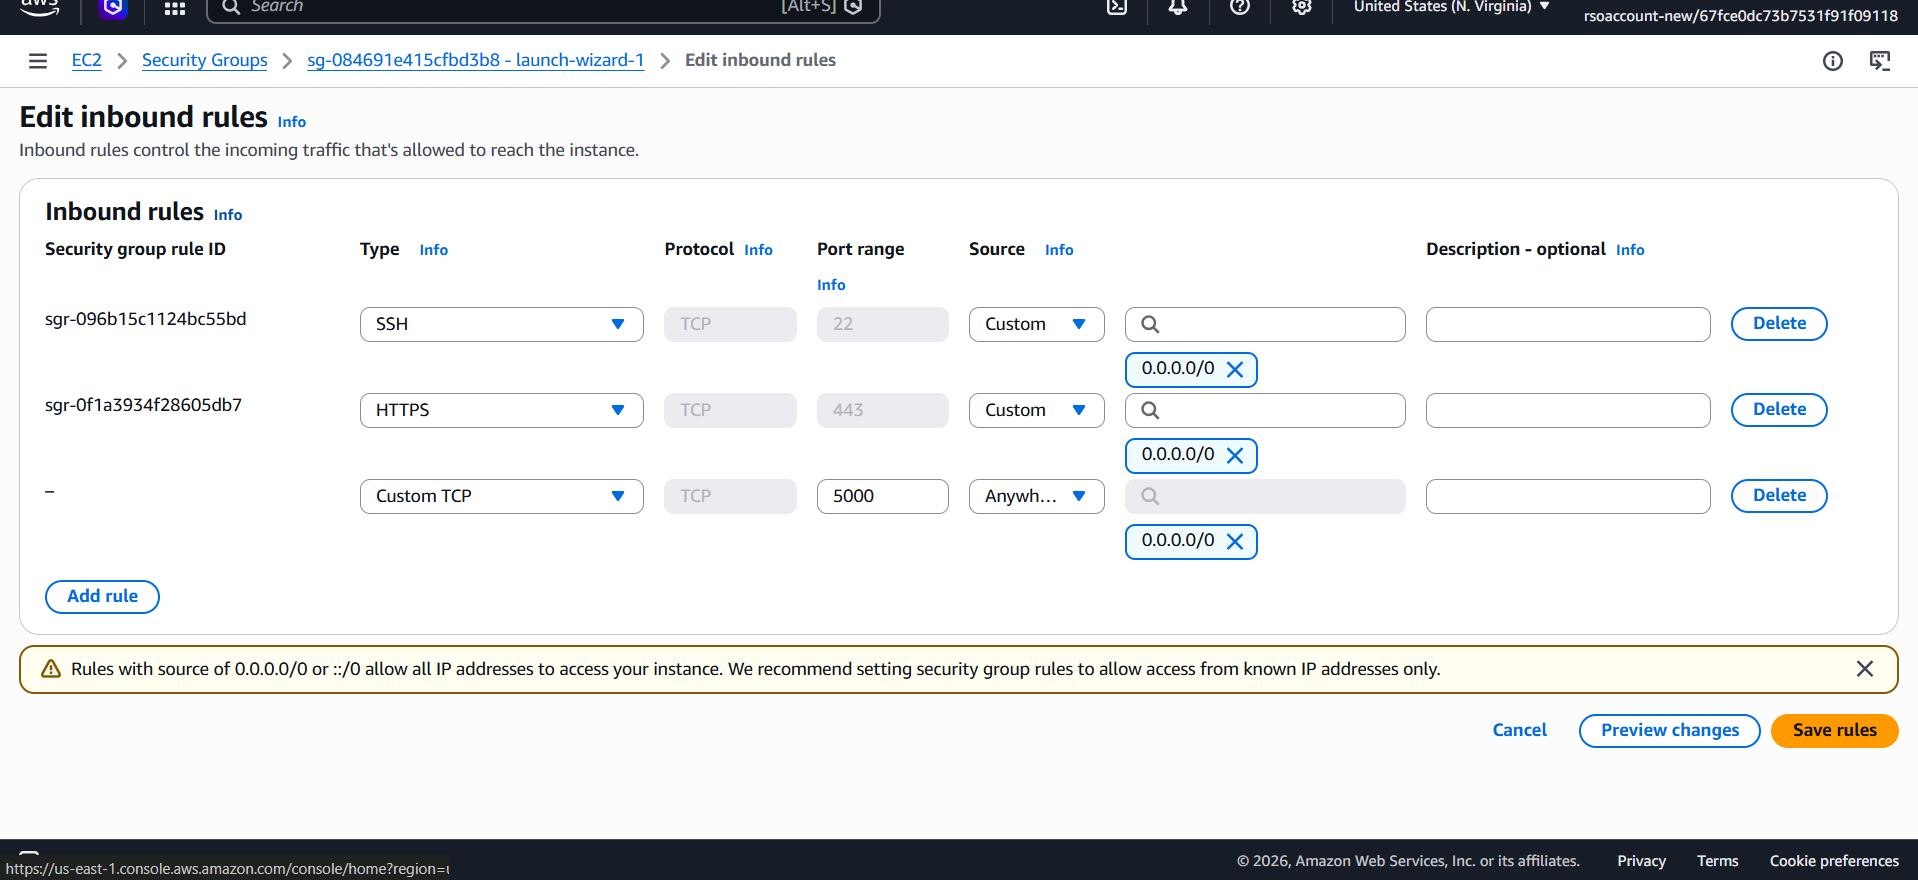 aws
Search [Alt+S]
United States (N. Virginia) ▼
rsoaccount-new/67fce0dc73b7531f91f09118
EC2 > Security Groups > sg-084691e415cfbd3b8 - launch-wizard-1 > Edit inbound rules
Edit inbound rules Info
Inbound rules control the incoming traffic that's allowed to reach the instance.
Inbound rules Info
Security group rule ID Type Info Protocol Info Port range Source Info Description - optional Info
Info
sgr-096b15c1124bc55bd SSH TCP 22 Custom Delete
0.0.0.0/0
sgr-0f1a3934f28605db7 HTTPS TCP 443 Custom Delete
0.0.0.0/0
– Custom TCP TCP 5000 Anywh... Delete
0.0.0.0/0
Add rule
Rules with source of 0.0.0.0/0 or ::/0 allow all IP addresses to access your instance. We recommend setting security group rules to allow access from known IP addresses only.
Cancel Preview changes Save rules
© 2026, Amazon Web Services, Inc. or its affiliates. Privacy Terms Cookie preferences
https://us-east-1.console.aws.amazon.com/console/home?region=